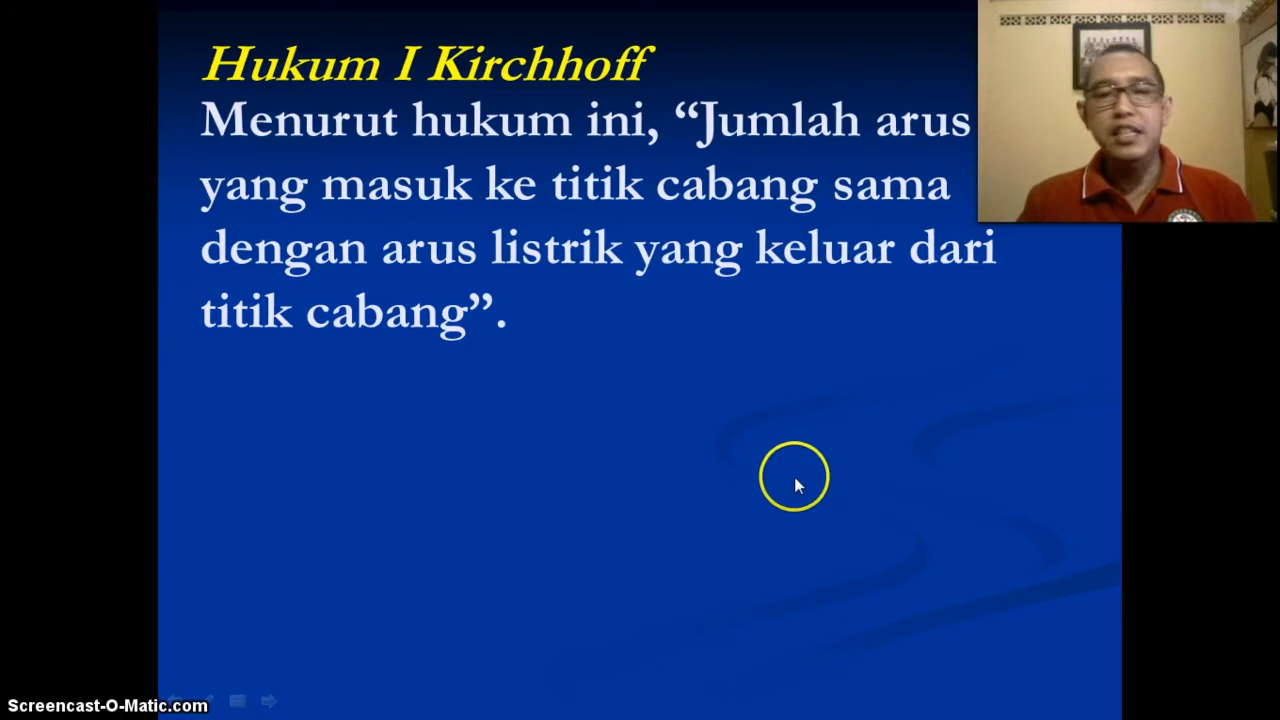 Hukum I Kirchhoff
Menurut hukum ini, “Jumlah arus
yang masuk ke titik cabang sama
dengan arus listrik yang keluar dari
titik cabang”.
Screencast-O-Matic.com